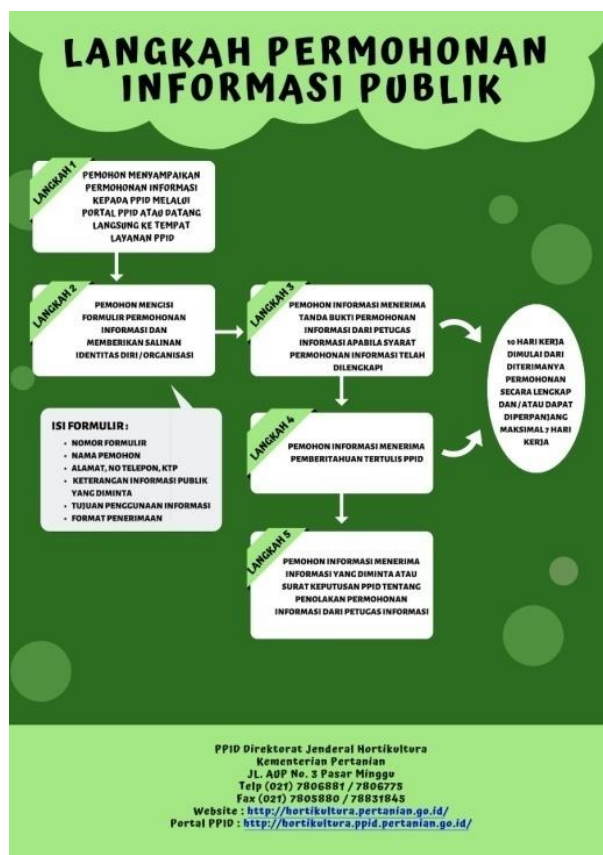 LANGKAH PERMOHONAN
INFORMASI PUBLIK
LANGKAH 1
PEMOHON MENYAMPAIKAN
PERMOHONAN INFORMASI
KEPADA PPID MELALUI
PORTAL PPID ATAU DATANG
LANGSUNG KE TEMPAT
LAYANAN PPID
LANGKAH 2
PEMOHON MENGISI
FORMULIR PERMOHONAN
INFORMASI DAN
MEMBERIKAN SALINAN
IDENTITAS DIRI /ORGANISASI
ISI FORMULIR :
• NOMOR FORMULIR
• NAMA PEMOHON
• ALAMAT, NO TELEPON, KTP
• KETERANGAN INFORMASI PUBLIK
YANG DIMINTA
• TUJUAN PENGGUNAAN INFORMASI
• FORMAT PENERIMAAN
LANGKAH 3
PEMOHON INFORMASI MENERIMA
TANDA BUKTI PERMOHONAN
INFORMASI DARI PETUGAS
INFORMASI APABILA SYARAT
PERMOHONAN INFORMASI TELAH
DILENGKAPI
LANGKAH 4
PEMOHON INFORMASI MENERIMA
PEMBERITAHUAN TERTULIS PPID
10 HARI KERJA
DIMULAI DARI
DITERIMANYA
PERMOHONAN
SECARA LENGKAP
DAN /ATAU DAPAT
DIPERPANJANG
MAKSIMAL 7 HARI
KERJA
LANGKAH 5
PEMOHON INFORMASI MENERIMA
INFORMASI YANG DIMINTA ATAU
SURAT KEPUTUSAN PPID TENTANG
PENOLAKAN PERMOHONAN
INFORMASI DARI PETUGAS INFORMASI
PPID Direktorat Jenderal Hortikultura
Kementerian Pertanian
JL. AUP No. 3 Pasar Minggu
Telp (021) 7806881 / 7806775
Fax (021) 7805880 / 78831845
Website : http://hortikultura.pertanian.go.id/
Portal PPID : http://hortikultura.ppid.pertanian.go.id/